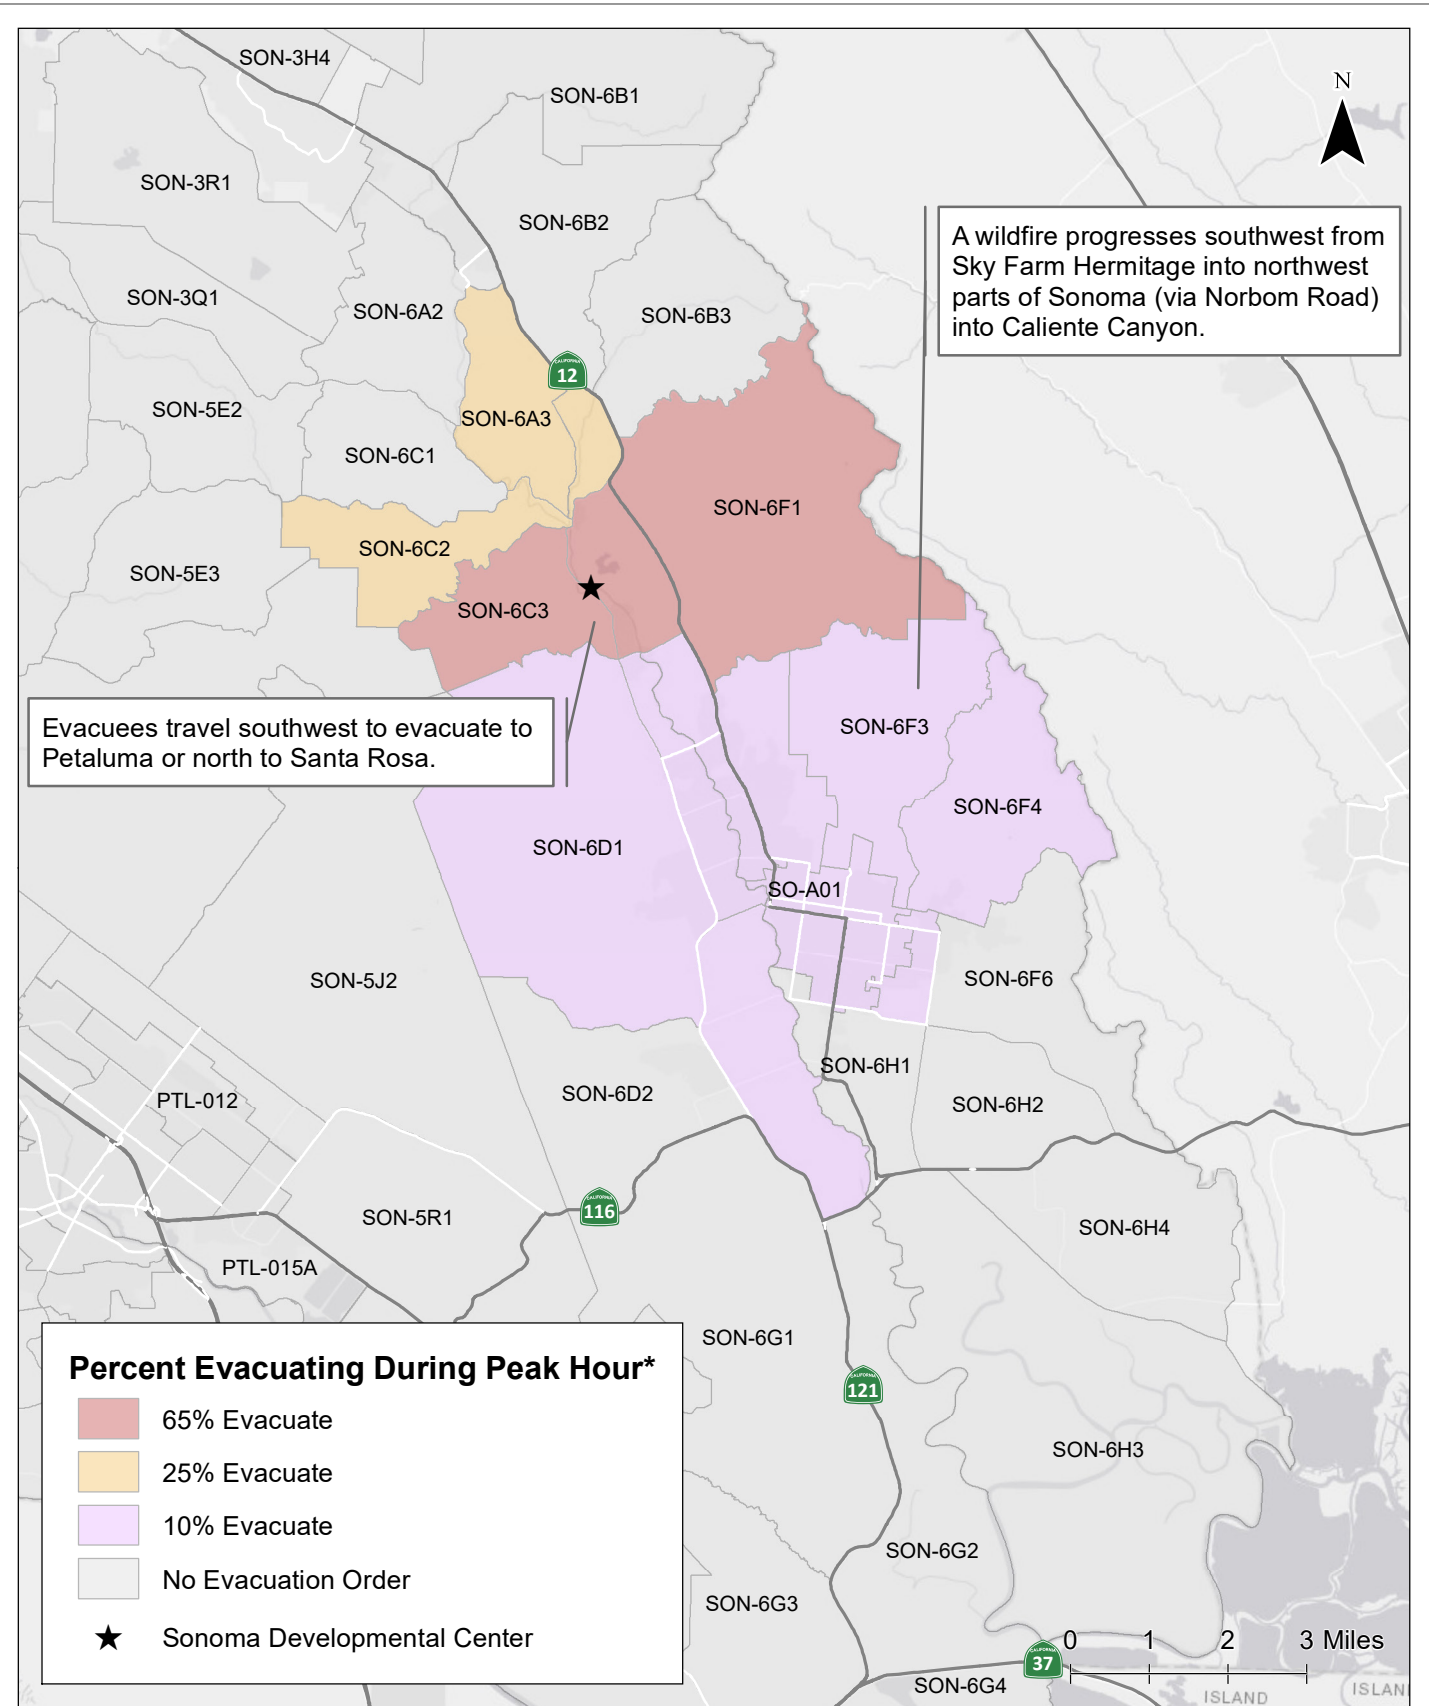 SON-3H4
SON-6B1
N
SON-3R1
SON-6B2
A wildfire progresses southwest from
Sky Farm Hermitage into northwest
parts of Sonoma (via Norbom Road)
into Caliente Canyon.
SON-3Q1
SON-6A2
SON-6B3
CALIFORNIA
12
SON-5E2
SON-6A3
SON-6C1
SON-6F1
SON-6C2
SON-5E3
SON-6C3
Evacuees travel southwest to evacuate to
Petaluma or north to Santa Rosa.
SON-6F3
SON-6F4
SON-6D1
SO-A01
SON-5J2
SON-6F6
SON-6H1
SON-6D2
PTL-012
SON-6H2
CALIFORNIA
116
SON-5R1
SON-6H4
PTL-015A
SON-6G1
CALIFORNIA
121
SON-6H3
SON-6G2
SON-6G3
CALIFORNIA
37
SON-6G4
Percent Evacuating During Peak Hour*
65% Evacuate
25% Evacuate
10% Evacuate
No Evacuation Order
Sonoma Developmental Center
0 1 2 3 Miles
ISLAND
ISLAN